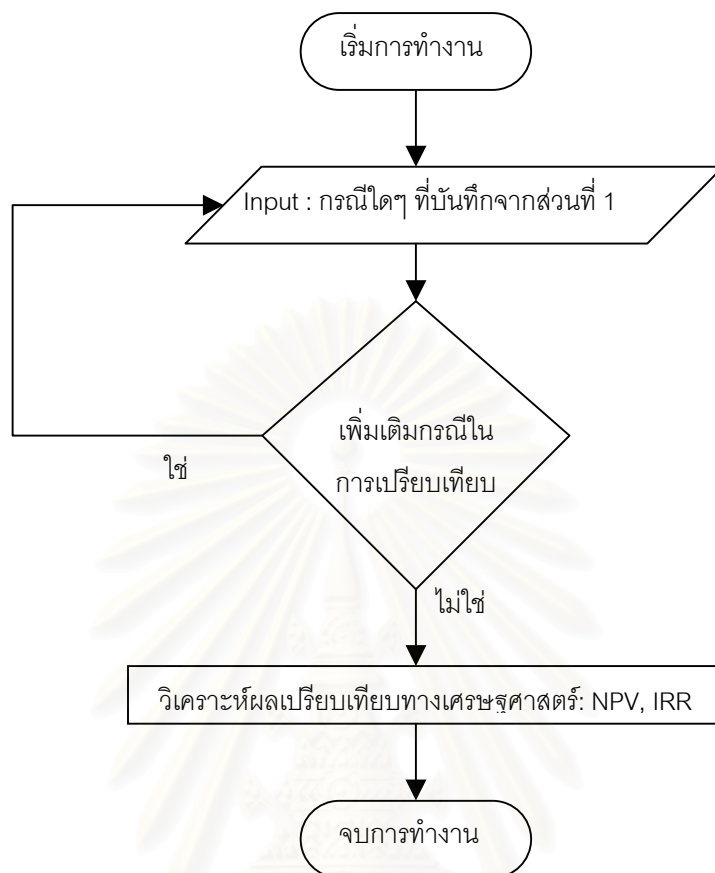 เริ่มการทำงาน
Input : กรณีใดๆ ที่บันทึกจากส่วนที่ 1
เพิ่มเติมกรณีใน
การเปรียบเทียบ
ใช่
ไม่ใช่
วิเคราะห์ผลเปรียบเทียบทางเศรษฐศาสตร์: NPV, IRR
จบการทำงาน